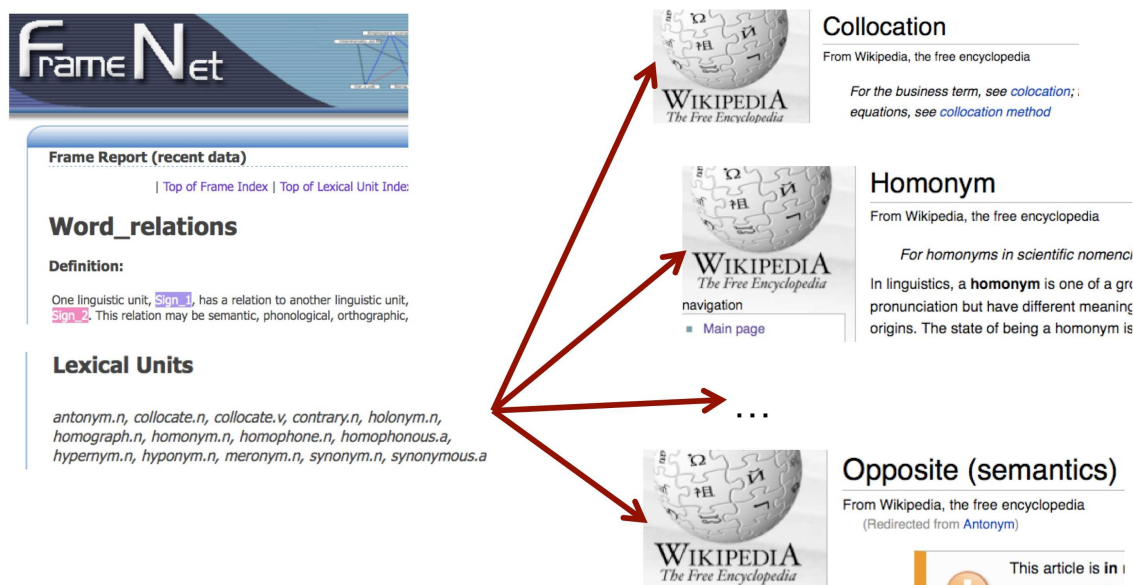 FrameNet
Frame Report (recent data)
| Top of Frame Index | Top of Lexical Unit Index
Word_relations
Definition:
One linguistic unit, Sign_1, has a relation to another linguistic unit,
Sign_2. This relation may be semantic, phonological, orthographic,
Lexical Units
antonym.n, collocate.n, collocate.v, contrary.n, holonym.n,
homograph.n, homonym.n, homophone.n, homophonous.a,
hypernym.n, hyponym.n, meronym.n, synonym.n, synonymous.a
WIKIPEDIA
The Free Encyclopedia
Collocation
From Wikipedia, the free encyclopedia
For the business term, see colocation;
equations, see collocation method
WIKIPEDIA
The Free Encyclopedia
navigation
Main page
Homonym
From Wikipedia, the free encyclopedia
For homonyms in scientific
In linguistics, a homonym is one of a
pronunciation but have different
origins. The state of being a homonym is
...
WIKIPEDIA
The Free Encyclopedia
Opposite (semantics)
From Wikipedia, the free encyclopedia
(Redirected from Antonym)
This article is in